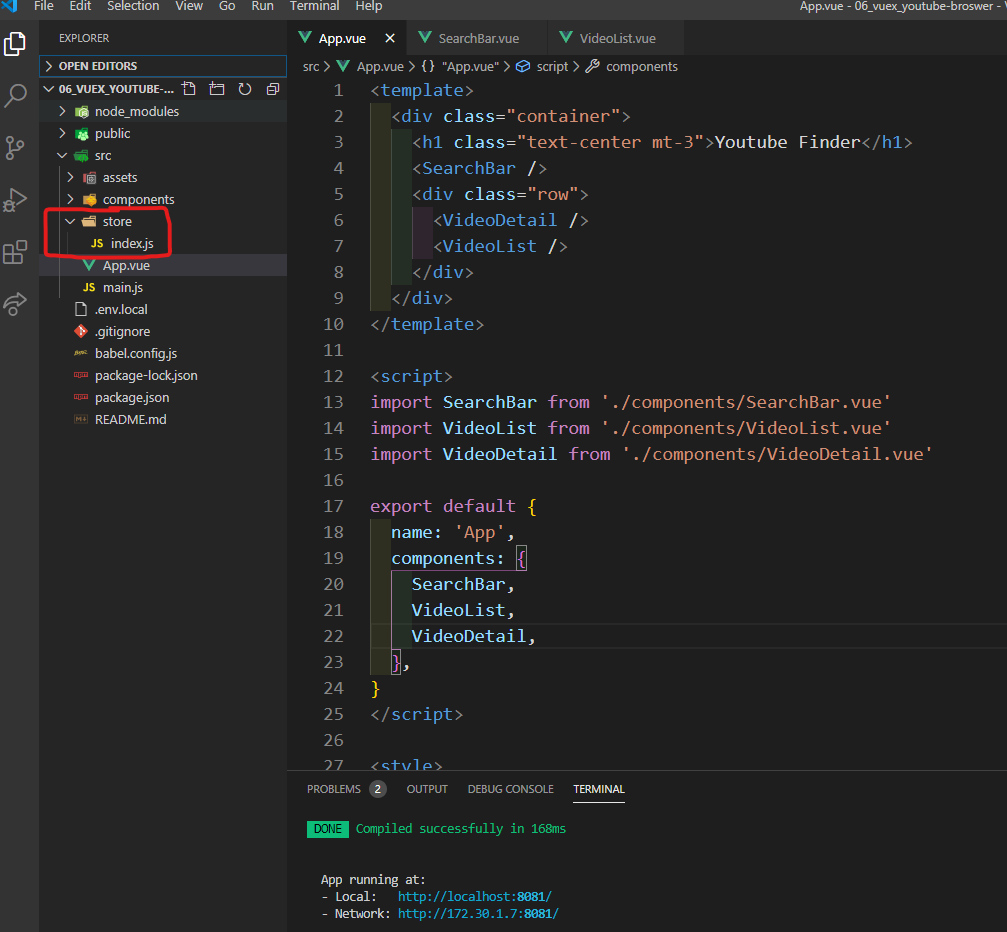 File Edit Selection View Go Run Terminal Help App.vue - 06_vuex_youtube-broswer -
EXPLORER
OPEN EDITORS
06_VUEX_YOUTUBE-...
node_modules
public
src
assets
components
store
JS index.js
App.vue
JS main.js
.env.local
.gitignore
babel.config.js
package-lock.json
package.json
README.md
App.vue SearchBar.vue VideoList.vue
src > App.vue > {} "App.vue" > script > components
1 <template>
2 <div class="container">
3 <h1 class="text-center mt-3">Youtube Finder</h1>
4 <SearchBar />
5 <div class="row">
6 <VideoDetail />
7 <VideoList />
8 </div>
9 </div>
10 </template>
11
12 <script>
13 import SearchBar from './components/SearchBar.vue'
14 import VideoList from './components/VideoList.vue'
15 import VideoDetail from './components/VideoDetail.vue'
16
17 export default {
18 name: 'App',
19 components: {
20 SearchBar,
21 VideoList,
22 VideoDetail,
23 },
24 }
25 </script>
26
27 <style>
PROBLEMS 2 OUTPUT DEBUG CONSOLE TERMINAL
DONE Compiled successfully in 168ms
App running at:
- Local: http://localhost:8081/
- Network: http://172.30.1.7:8081/